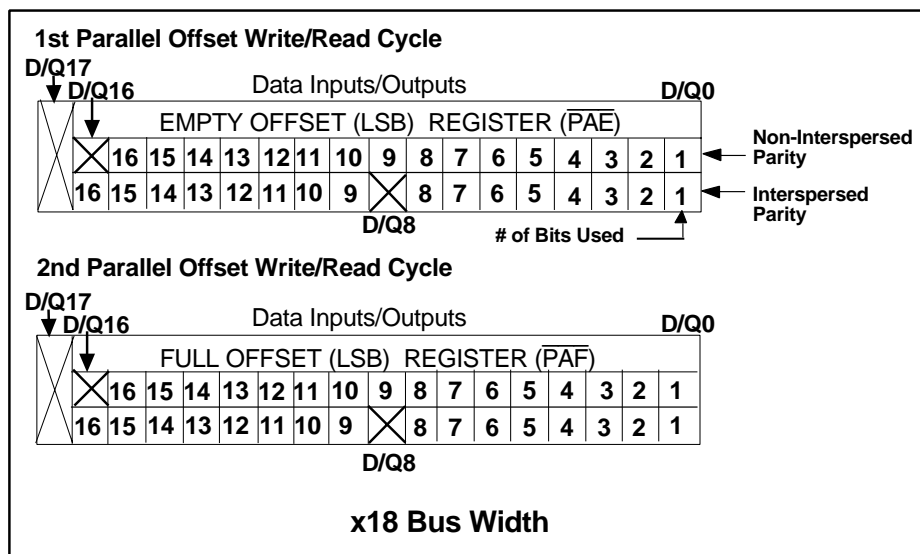 1st Parallel Offset Write/Read Cycle
D/Q17
D/Q16
Data Inputs/Outputs
D/Q0
EMPTY OFFSET (LSB) REGISTER (PAE)
16 15 14 13 12 11 10 9 8 7 6 5 4 3 2 1
Non-Interspersed
Parity
16 15 14 13 12 11 10 9 8 7 6 5 4 3 2 1
Interspersed
Parity
D/Q8
# of Bits Used
2nd Parallel Offset Write/Read Cycle
D/Q17
D/Q16
Data Inputs/Outputs
D/Q0
FULL OFFSET (LSB) REGISTER (PAF)
16 15 14 13 12 11 10 9 8 7 6 5 4 3 2 1
16 15 14 13 12 11 10 9 8 7 6 5 4 3 2 1
D/Q8
x18 Bus Width